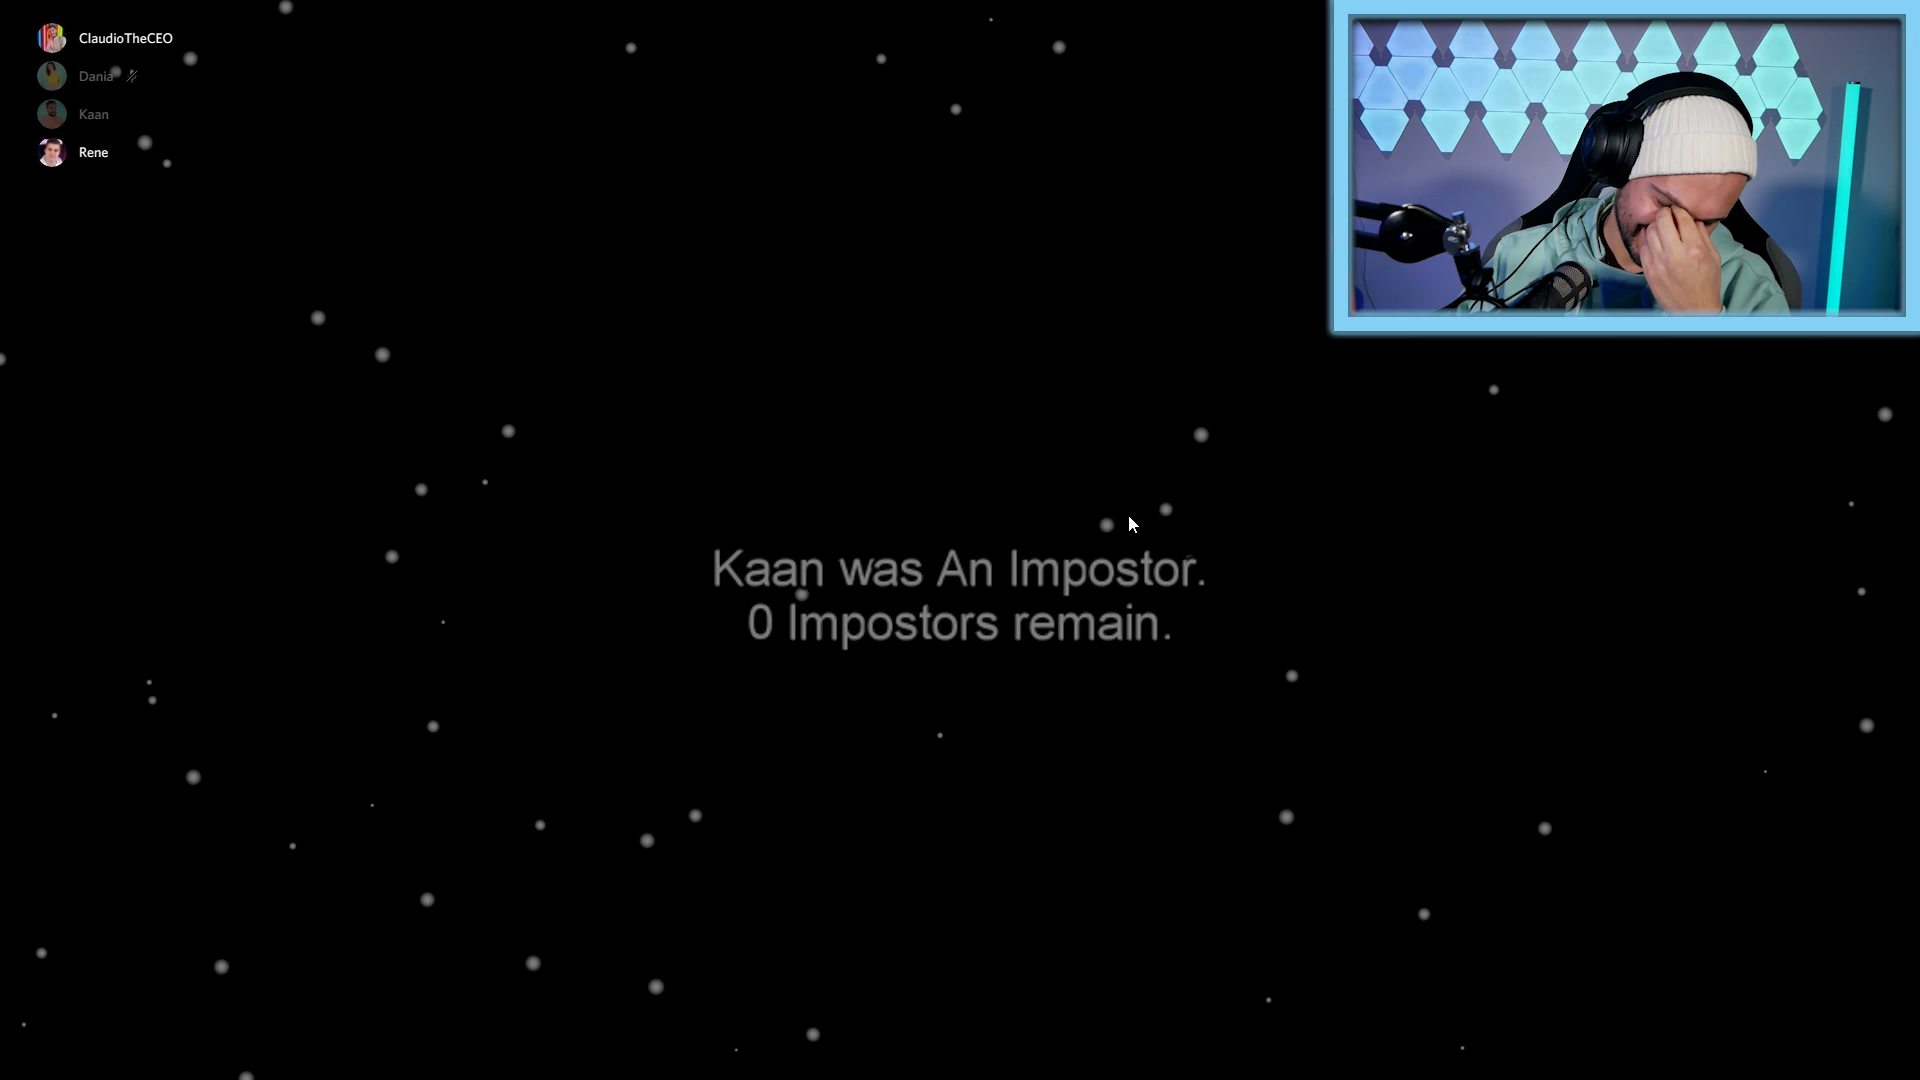 ClaudioTheCEO
Dania
Kaan
Rene
Kaan was An Impostor.
0 Impostors remain.